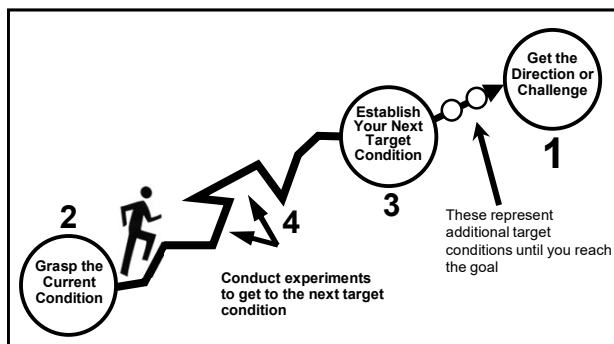 Get the
Direction or
Challenge
1
Establish
Your Next
Target
Condition
3
These represent
additional target
conditions until you reach
the goal
2
Grasp the
Current
Condition
4
Conduct experiments
to get to the next target
condition